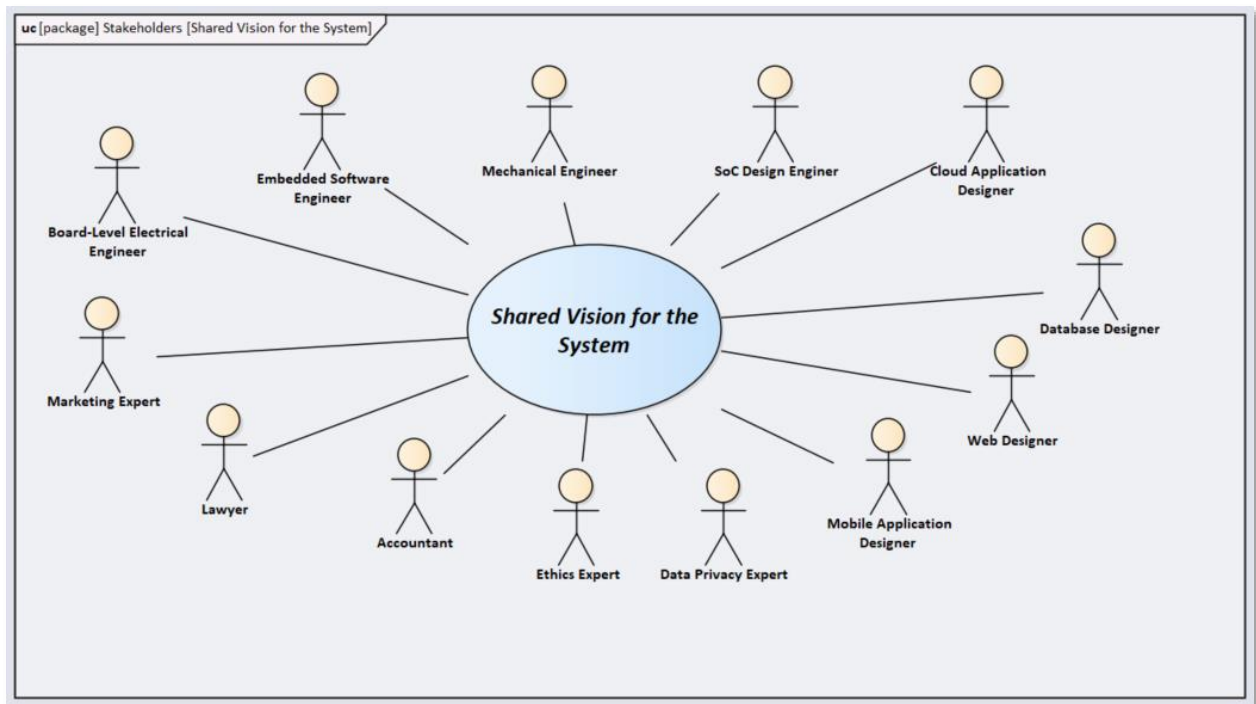 uc [package] Stakeholders [Shared Vision for the System]
Embedded Software
Engineer
Mechanical Engineer
SoC Design Enginer
Cloud Application
Designer
Board-Level Electrical
Engineer
Shared Vision for the
System
Database Designer
Marketing Expert
Web Designer
Lawyer
Accountant
Mobile Application
Designer
Ethics Expert
Data Privacy Expert